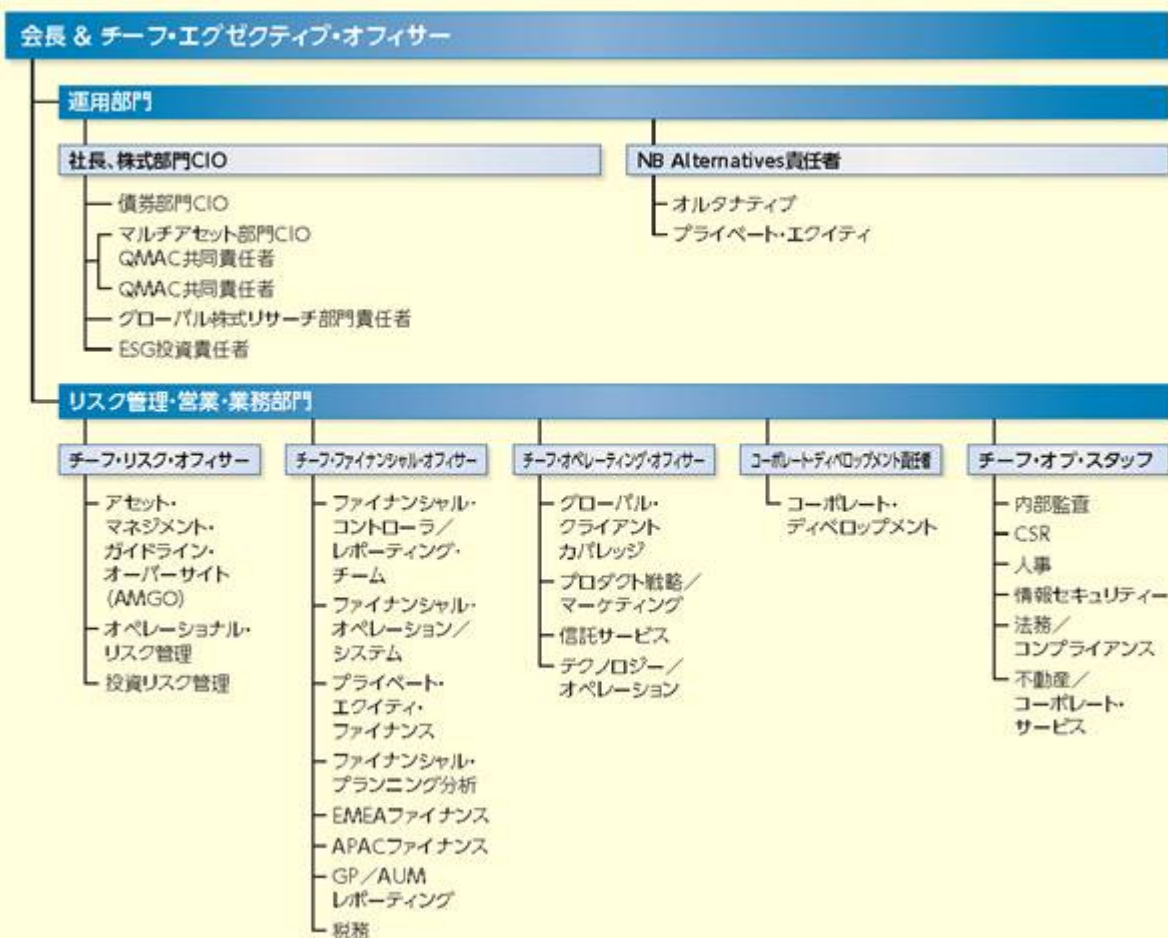 会長 & チーフ・エグゼクティブ・オフィサー
運用部門
社長、株式部門CIO
債券部門CIO
マルチアセット部門CIO
QMAC共同責任者
QMAC共同責任者
グローバル株式リサーチ部門責任者
ESG投資責任者
NB Alternatives責任者
オルタナティブ
プライベート・エクイティ
リスク管理・営業・業務部門
チーフ・リスク・オフィサー
アセット・
マネジメント・
ガイドライン・
オーバーサイト
(AMGO)
オペレーショナル・
リスク管理
投資リスク管理
チーフ・ファイナンシャル・オフィサー
ファイナンシャル・
コントローラ／
レポーティング・
チーム
ファイナンシャル・
オペレーション／
システム
プライベート・
エクイティ・
ファイナンス
ファイナンシャル・
プランニング分析
EMEAファイナンス
APACファイナンス
GP／AUM
レポーティング
税務
チーフ・オペレーティング・オフィサー
グローバル・
クライアント
カバレッジ
プロダクト戦略／
マーケティング
信託サービス
テクノロジー／
オペレーション
コーポレート・ディベロップメント責任者
コーポレート・
ディベロップメント
チーフ・オブ・スタッフ
内部監査
CSR
人事
情報セキュリティー
法務／
コンプライアンス
不動産／
コーポレート・
サービス